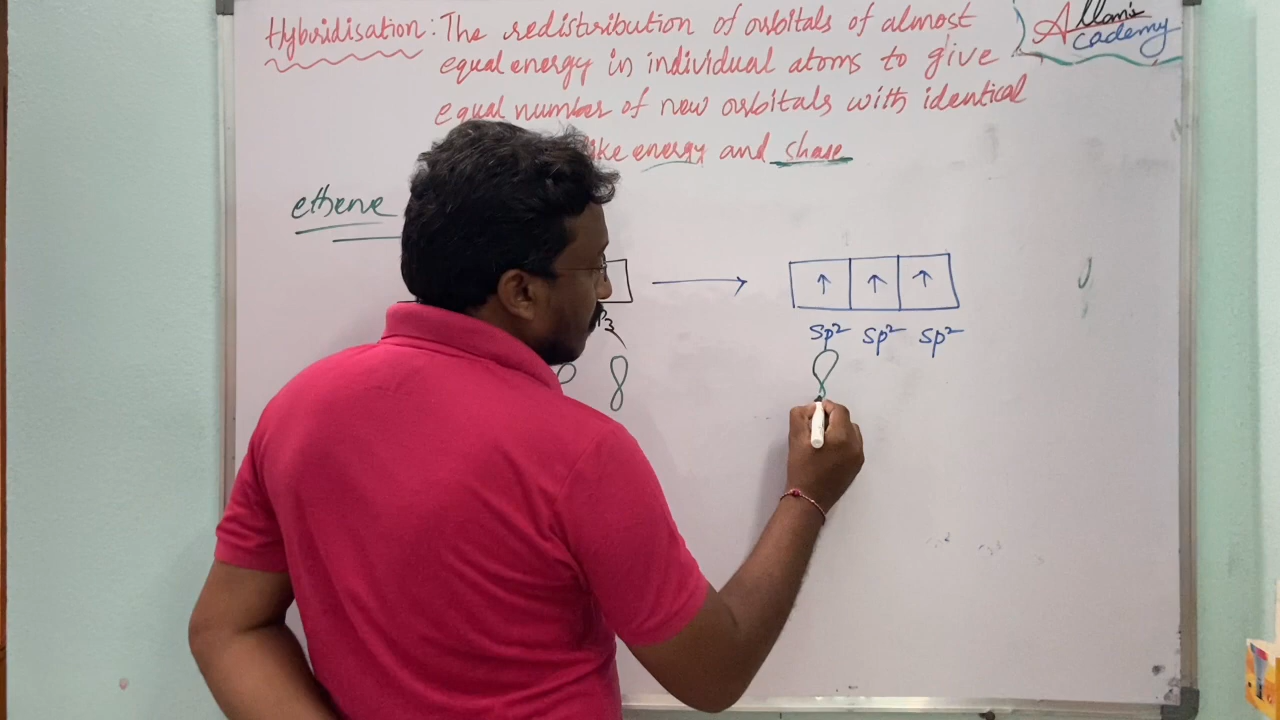 Hybridisation : The redistribution of orbitals of almost
equal energy in individual atoms to give
equal number of new orbitals with identical
energy and shape
Allam's
Academy
ethene
↑ ↑ ↑
sp² sp² sp²